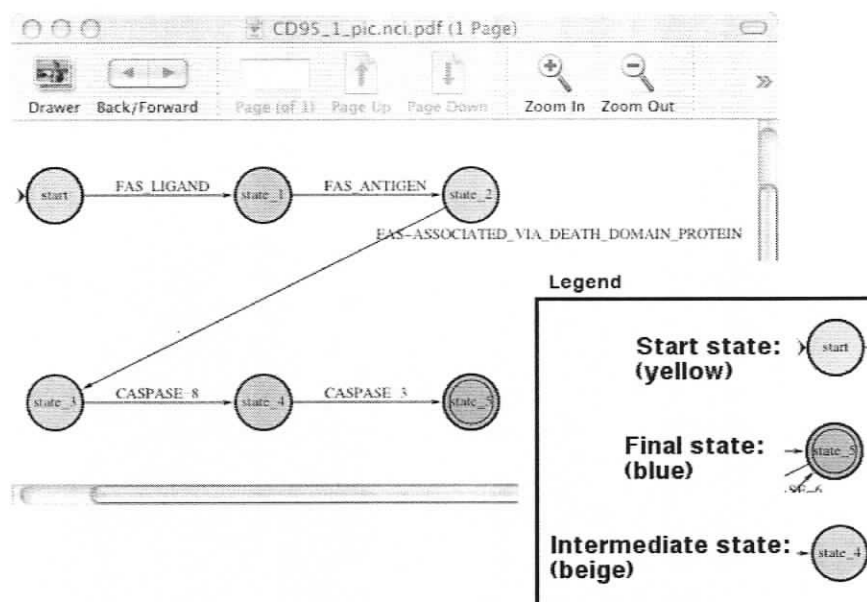 CD95_1_pic.nci.pdf (1 Page)
Drawer Back/Forward Page (of 1) Page Up Page Down Zoom In Zoom Out
start FAS_LIGAND state_1 FAS_ANTIGEN state_2
FAS-ASSOCIATED_VIA_DEATH_DOMAIN_PROTEIN
state_3 CASPASE-8 state_4 CASPASE_3 state_5
Legend
Start state:
(yellow)
start
Final state:
(blue)
state_5
Intermediate state:
(beige)
state_4